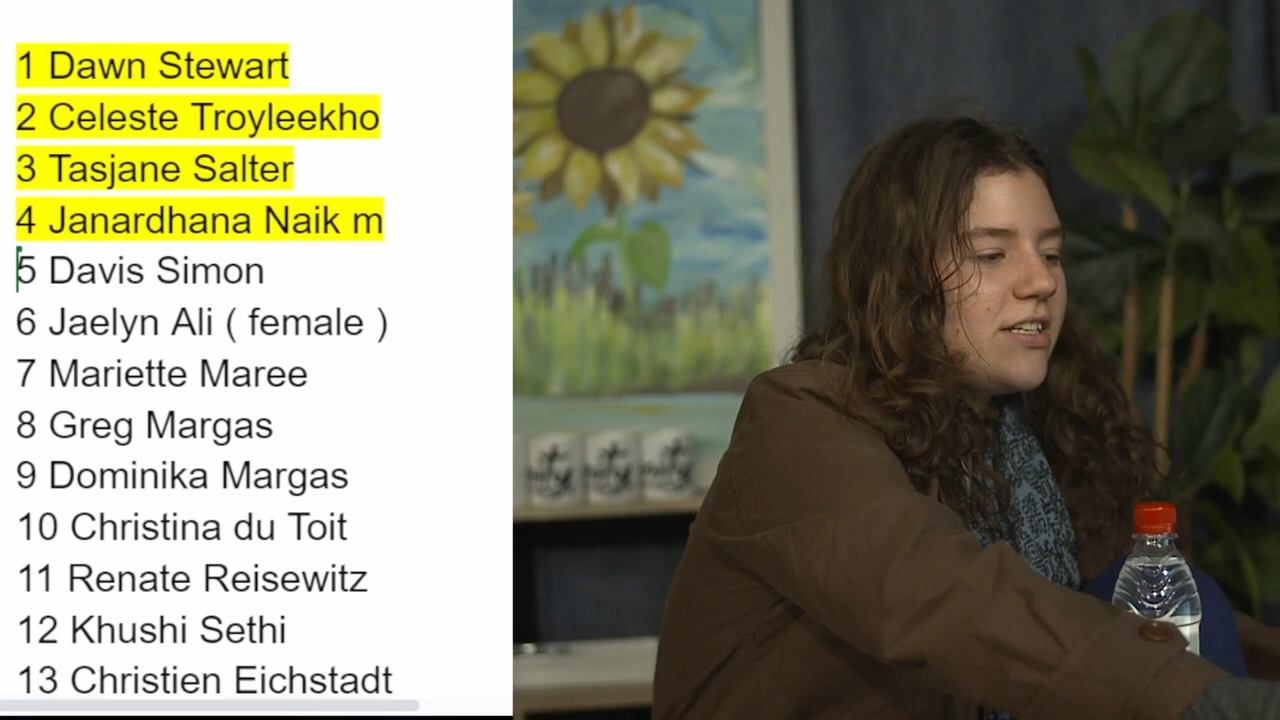 1 Dawn Stewart
2 Celeste Troyleekho
3 Tasjane Salter
4 Janardhana Naik m
5 Davis Simon
6 Jaelyn Ali ( female )
7 Mariette Maree
8 Greg Margas
9 Dominika Margas
10 Christina du Toit
11 Renate Reisewitz
12 Khushi Sethi
13 Christien Eichstadt